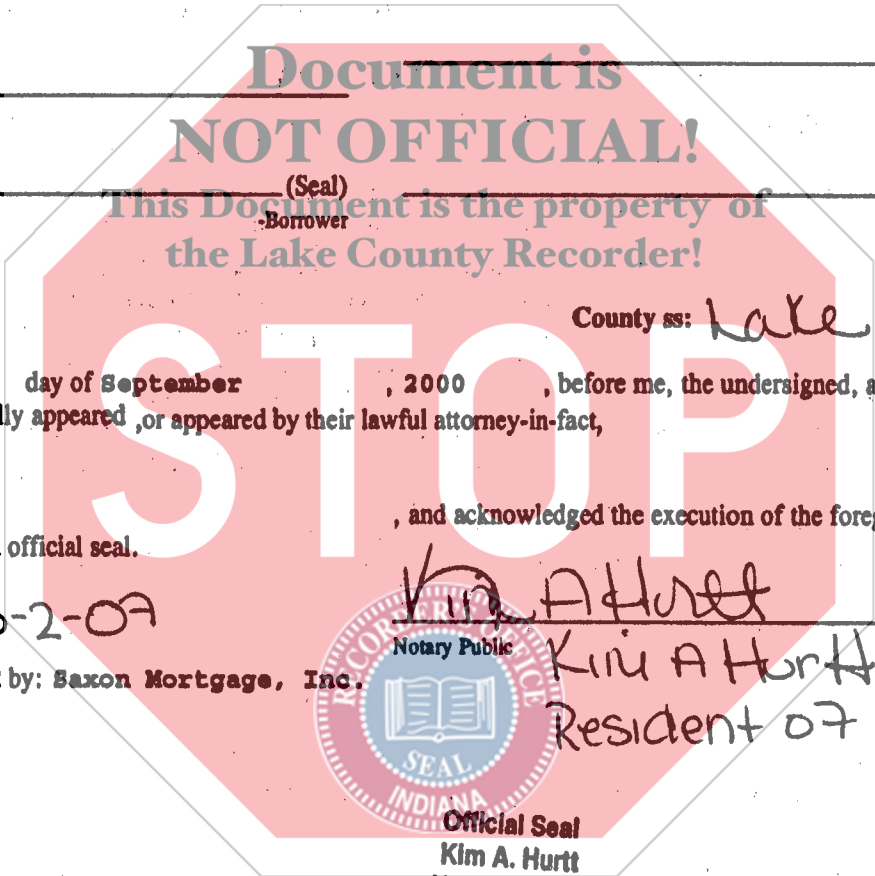 Document is
NOT OFFICIAL!
(Seal)
This Document is the property of
-Borrower
the Lake County Recorder!
County ss: Lake
STOP
day of September , 2000 , before me, the undersigned, a
lly appeared ,or appeared by their lawful attorney-in-fact,
, and acknowledged the execution of the foreg
official seal.
Kim A Hurtt
-2-07
Notary Public
Kim A Hurtt
by: Saxon Mortgage, Inc.
Resident of
RECORDER'S OFFICE
SEAL
INDIANA
Official Seal
Kim A. Hurtt